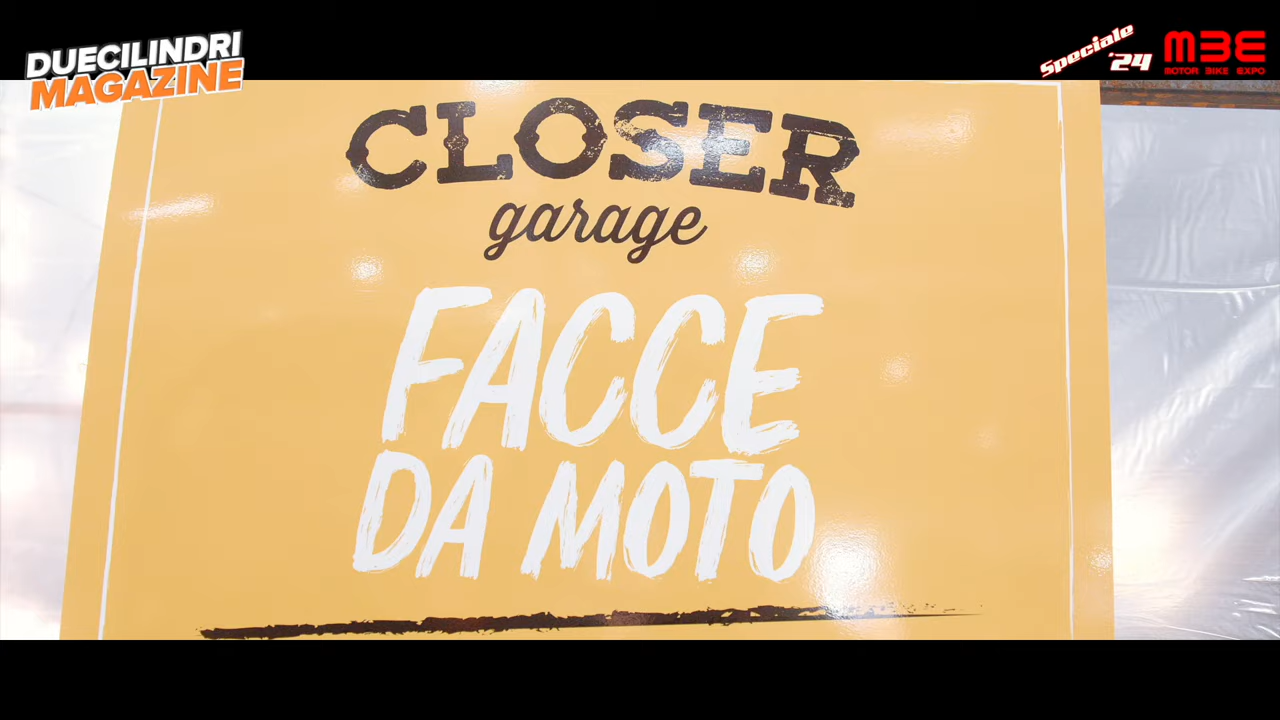 DUECILINDRI
MAGAZINE
Speciale '24
MBE
MOTOR BIKE EXPO
CLOSER
garage
FACCE
DA MOTO